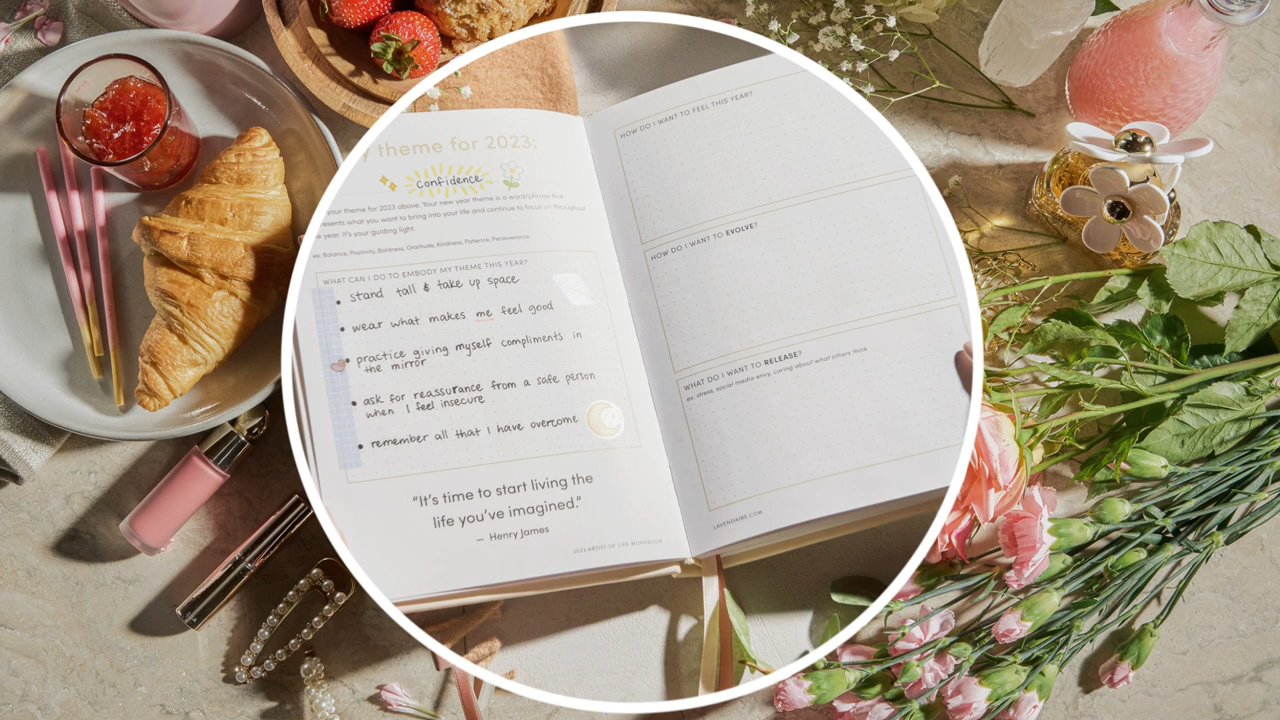 y theme for 2023:
confidence
your theme for 2023 above. Your new year theme is a word/phrase that
resents what you want to bring into your life and continue to focus on throughout
e year. It's your guiding light.
ex: Balance, Positivity, Boldness, Gratitude, Kindness, Patience, Perseverance
WHAT CAN I DO TO EMBODY MY THEME THIS YEAR?
• stand tall & take up space
• wear what makes me feel good
• practice giving myself compliments in
the mirror
• ask for reassurance from a safe person
when I feel insecure
• remember all that I have overcome
“It's time to start living the
life you've imagined.”
— Henry James
2023 ARTIST OF LIFE WORKBOOK
HOW DO I WANT TO FEEL THIS YEAR?
HOW DO I WANT TO EVOLVE?
WHAT DO I WANT TO RELEASE?
ex: stress, social media envy, caring about what others think
LAVENDAIRE.COM